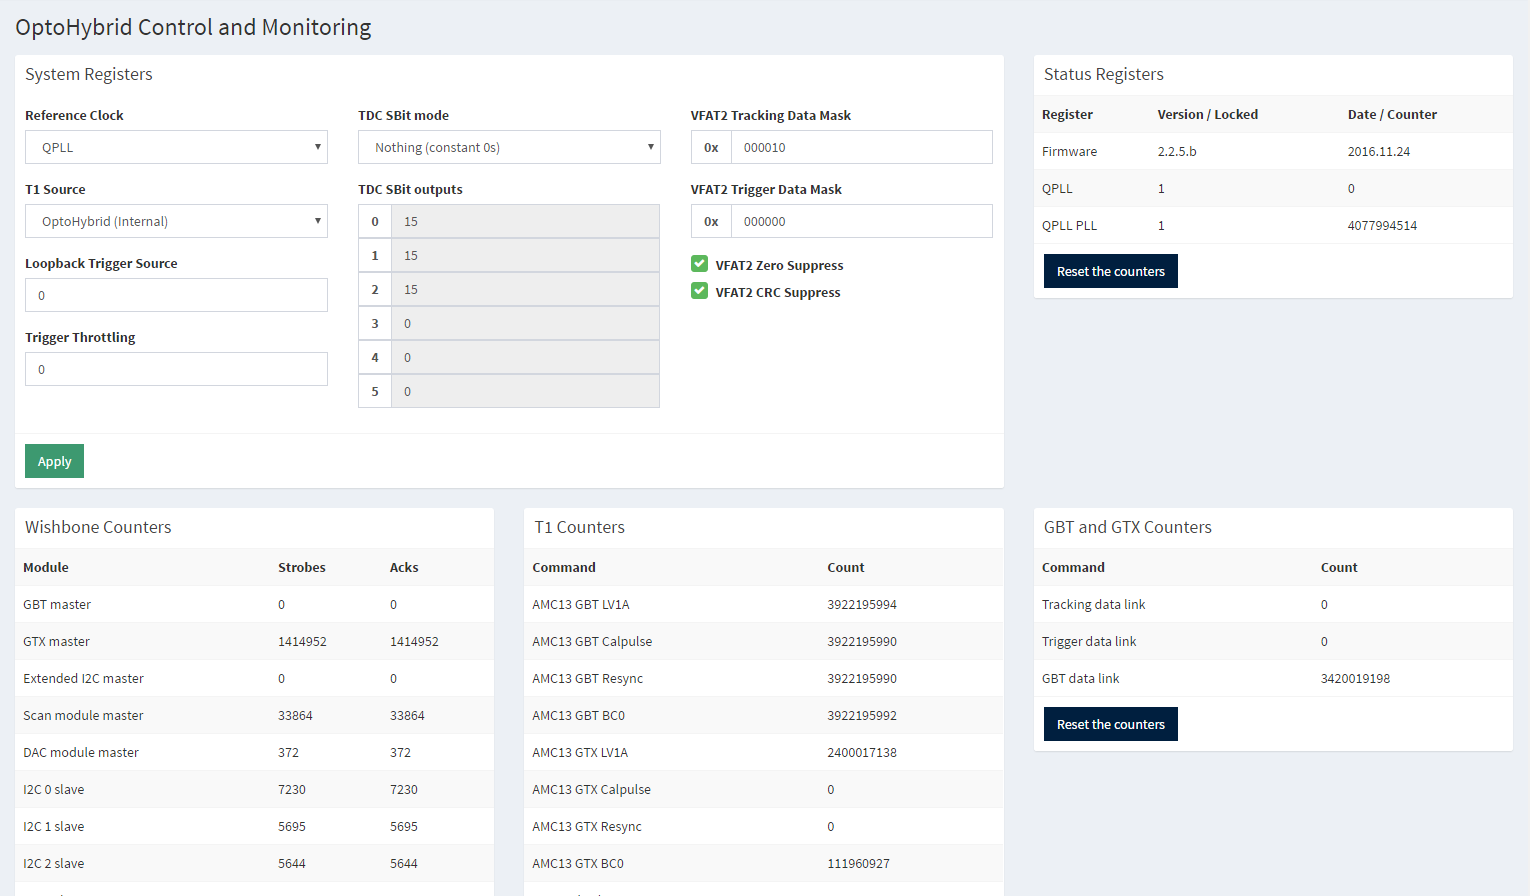 OptoHybrid Control and Monitoring
System Registers
Reference Clock
QPLL
T1 Source
OptoHybrid (Internal)
Loopback Trigger Source
0
Trigger Throttling
0
TDC SBit mode
Nothing (constant 0s)
TDC SBit outputs
0 15
1 15
2 15
3 0
4 0
5 0
VFAT2 Tracking Data Mask
0x 000010
VFAT2 Trigger Data Mask
0x 000000
VFAT2 Zero Suppress
VFAT2 CRC Suppress
Apply
Status Registers
Register Version / Locked Date / Counter
Firmware 2.2.5.b 2016.11.24
QPLL 1 0
QPLL PLL 1 4077994514
Reset the counters
Wishbone Counters
Module Strobes Acks
GBT master 0 0
GTX master 1414952 1414952
Extended I2C master 0 0
Scan module master 33864 33864
DAC module master 372 372
I2C 0 slave 7230 7230
I2C 1 slave 5695 5695
I2C 2 slave 5644 5644
T1 Counters
Command Count
AMC13 GBT LV1A 3922195994
AMC13 GBT Calpulse 3922195990
AMC13 GBT Resync 3922195990
AMC13 GBT BC0 3922195992
AMC13 GTX LV1A 2400017138
AMC13 GTX Calpulse 0
AMC13 GTX Resync 0
AMC13 GTX BC0 111960927
GBT and GTX Counters
Command Count
Tracking data link 0
Trigger data link 0
GBT data link 3420019198
Reset the counters